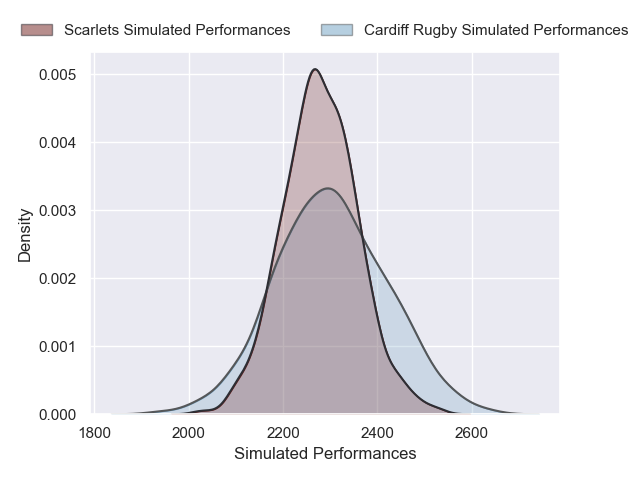 Scarlets Simulated Performances Cardiff Rugby Simulated Performances
0.005
0.004
0.003
0.002
0.001
0.000
Density
1800 2000 2200 2400 2600
Simulated Performances